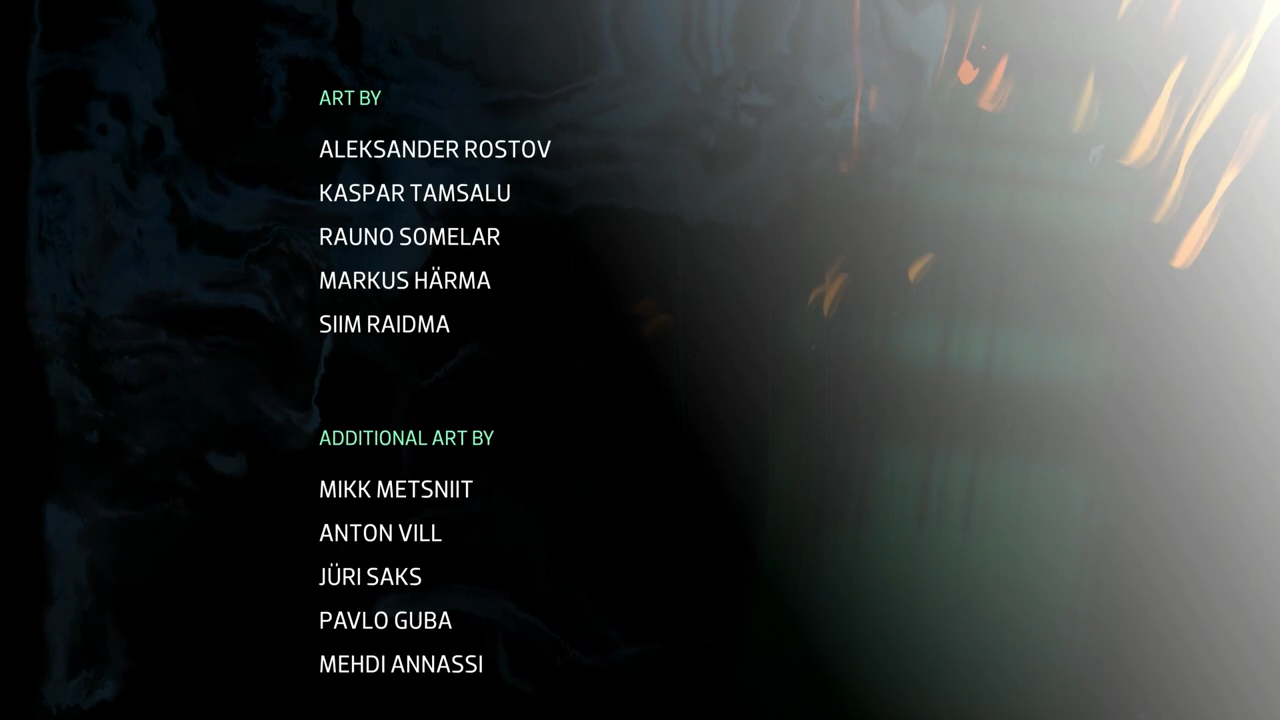 ART BY
ALEKSANDER ROSTOV
KASPAR TAMSALU
RAUNO SOMELAR
MARKUS HÄRMA
SIIM RAIDMA
ADDITIONAL ART BY
MIKK METSNIIT
ANTON VILL
JÜRI SAKS
PAVLO GUBA
MEHDI ANNASSI